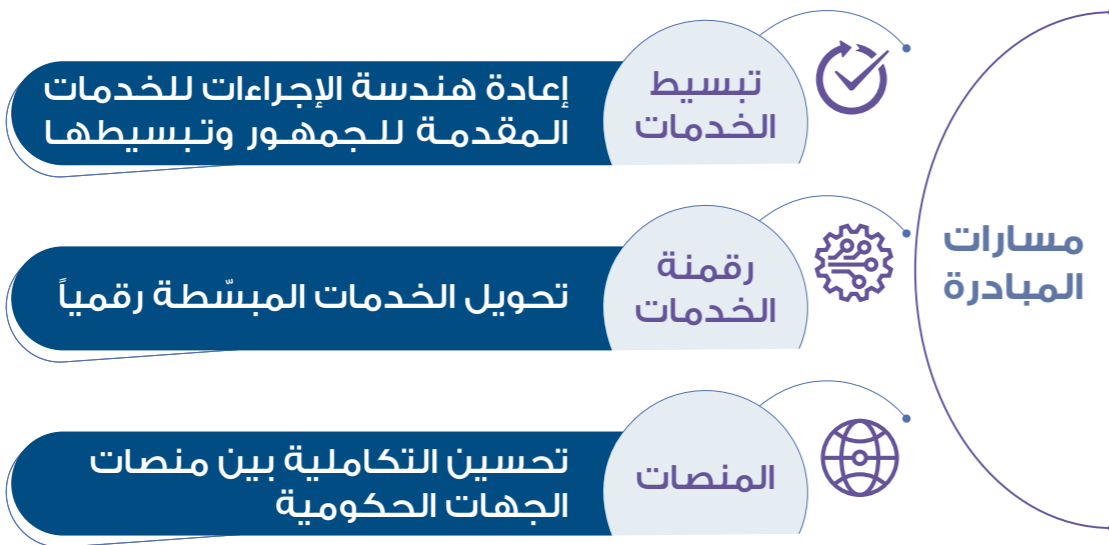 مسارات
المبادرة
تبسيط
الخدمات
إعادة هندسة الإجراءات للخدمات
المقدمة للجمهور وتبسيطها
رقمنة
الخدمات
تحويل الخدمات المبسّطة رقمياً
المنصات
تحسين التكاملية بين منصات
الجهات الحكومية